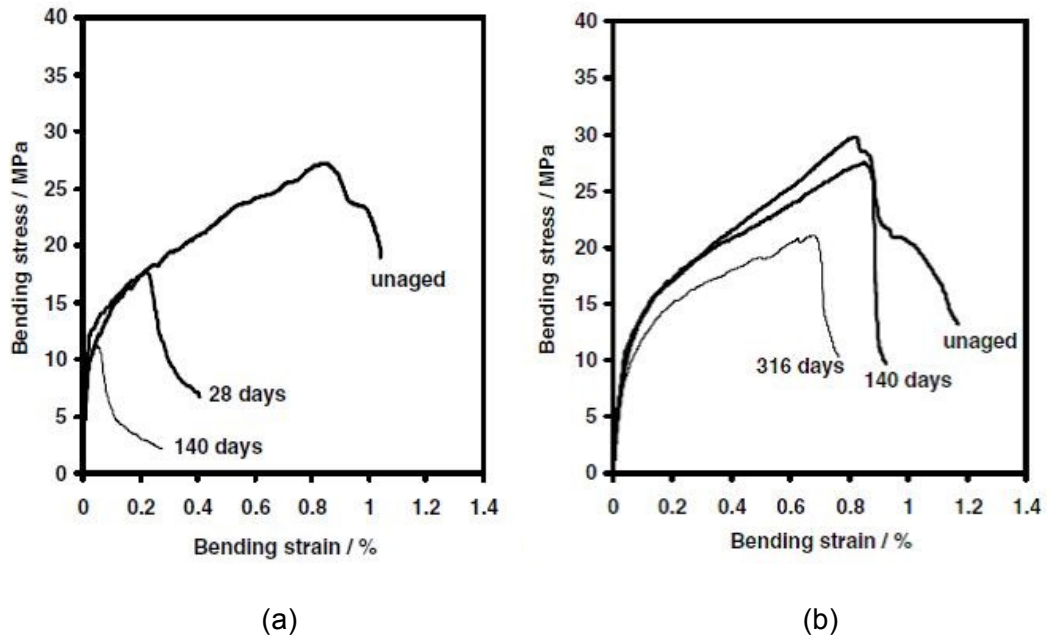 40
35
30
25
20
15
10
5
0
Bending stress / MPa
unaged
28 days
140 days
0 0.2 0.4 0.6 0.8 1 1.2 1.4
Bending strain / %
(a)
40
35
30
25
20
15
10
5
0
Bending stress / MPa
316 days
140 days
unaged
0 0.2 0.4 0.6 0.8 1 1.2 1.4
Bending strain / %
(b)